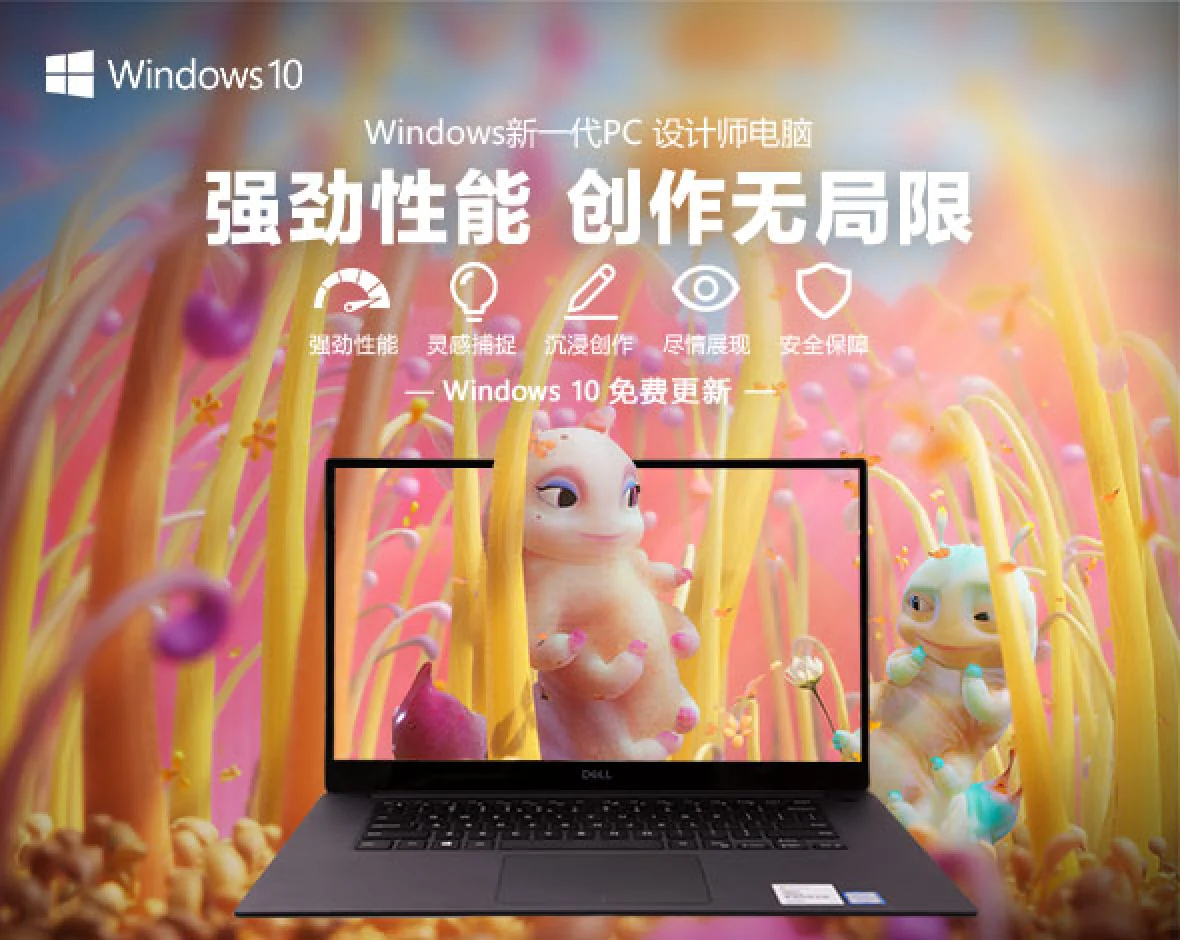 Windows 10
Windows新一代PC 设计师电脑
强劲性能 创作无局限
强劲性能 灵感捕捉 沉浸创作 尽情展现 安全保障
— Windows 10 免费更新 —
DELL